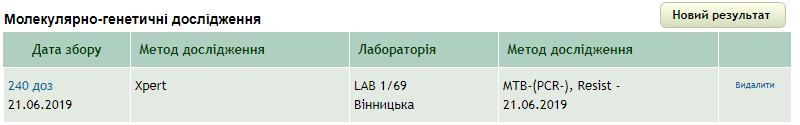 Молекулярно-генетичні дослідження
Новий результат
Дата збору Метод дослідження Лабораторія Метод дослідження
240 доз Xpert LAB 1/69 MTB-(PCR-), Resist - Видалити
21.06.2019 Вінницька 21.06.2019